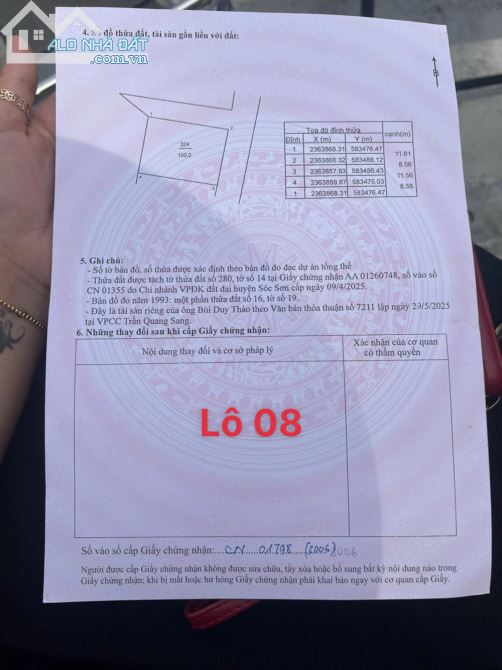 ALO NHÀ ĐẤT
.com.vn
4. Sơ đồ thửa đất, tài sản gắn liền với đất:
B
1
2
324
100,0
4
3
Tọa độ đỉnh thửa
Đỉnh X (m) Y (m) cạnh(m)
1 2363868.31 583476.47
11.81
2 2363866.32 583488.12
8.56
3 2363857.93 583486.43
11.56
4 2363859.87 583475.03
8.56
1 2363868.31 583476.47
5. Ghi chú:
- Số tờ bản đồ, số thửa được xác định theo bản đồ đo đạc dự án tổng thể
- Thửa đất được tách từ thửa đất số 280, tờ số 14 tại Giấy chứng nhận AA 01260748, số vào sổ
CN 01355 do Chi nhánh VPĐK đất đai huyện Sóc Sơn cấp ngày 09/4/2025.
- Bản đồ đo năm 1993: một phần thửa đất số 16, tờ số 19.
- Đây là tài sản riêng của ông Bùi Duy Thảo theo Văn bản thỏa thuận số 7211 lập ngày 29/5/2025
tại VPCC Trần Quang Sang.
6. Những thay đổi sau khi cấp Giấy chứng nhận:
Nội dung thay đổi và cơ sở pháp lý
Xác nhận của cơ quan
có thẩm quyền
Lô 08
Số vào sổ cấp Giấy chứng nhận:....CN.....01798....(3006)2006
Người được cấp Giấy chứng nhận không được sửa chữa, tẩy xóa hoặc bổ sung bất kỳ nội dung nào trong
Giấy chứng nhận; khi bị mất hoặc hư hỏng Giấy chứng nhận phải khai báo ngay với cơ quan cấp Giấy.